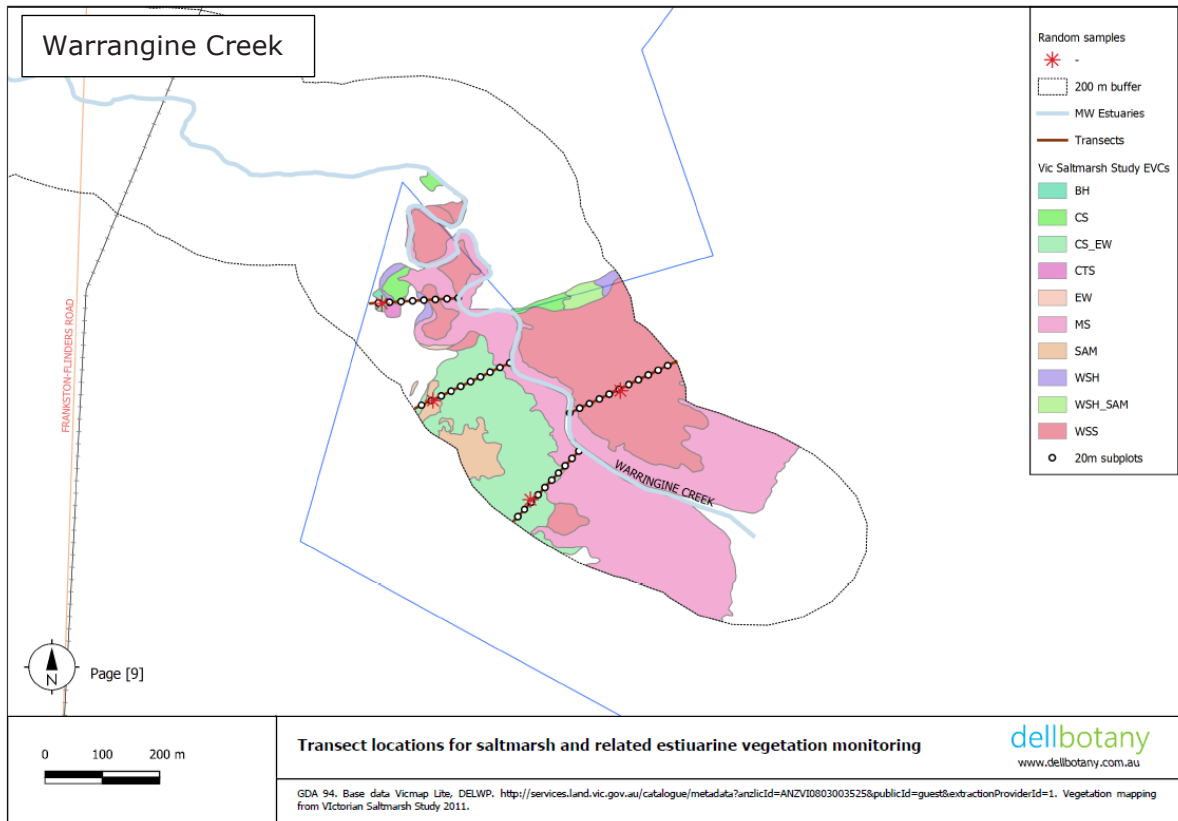 Warrangine Creek
Random samples
-
200 m buffer
MW Estuaries
Transects
Vic Saltmarsh Study EVCs
BH
CS
CS_EW
CTS
EW
MS
SAM
WSH
WSH_SAM
WSS
20m subplots
FRANKSTON-FLINDERS ROAD
WARRINGINE CREEK
N
Page [9]
0 100 200 m
Transect locations for saltmarsh and related estiuarine vegetation monitoring
dellbotany
www.dellbotany.com.au
GDA 94. Base data Vicmap Lite, DELWP. http://services.land.vic.gov.au/catalogue/metadata?anzlicId=ANZVI0803003525&publicId=guest&extractionProviderId=1. Vegetation mapping
from VIctorian Saltmarsh Study 2011.